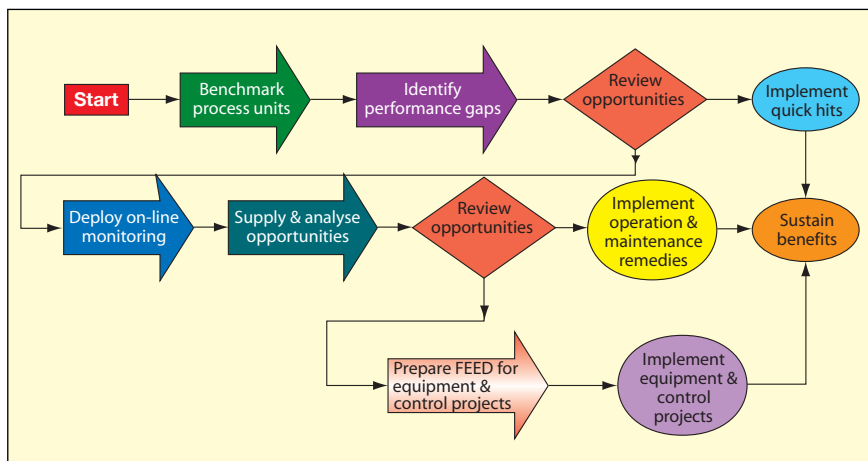 Start
Benchmark
process units
Identify
performance gaps
Review
opportunities
Implement
quick hits
Deploy on-line
monitoring
Supply & analyse
opportunities
Review
opportunities
Implement
operation &
maintenance
remedies
Sustain
benefits
Prepare FEED for
equipment &
control projects
Implement
equipment &
control
projects